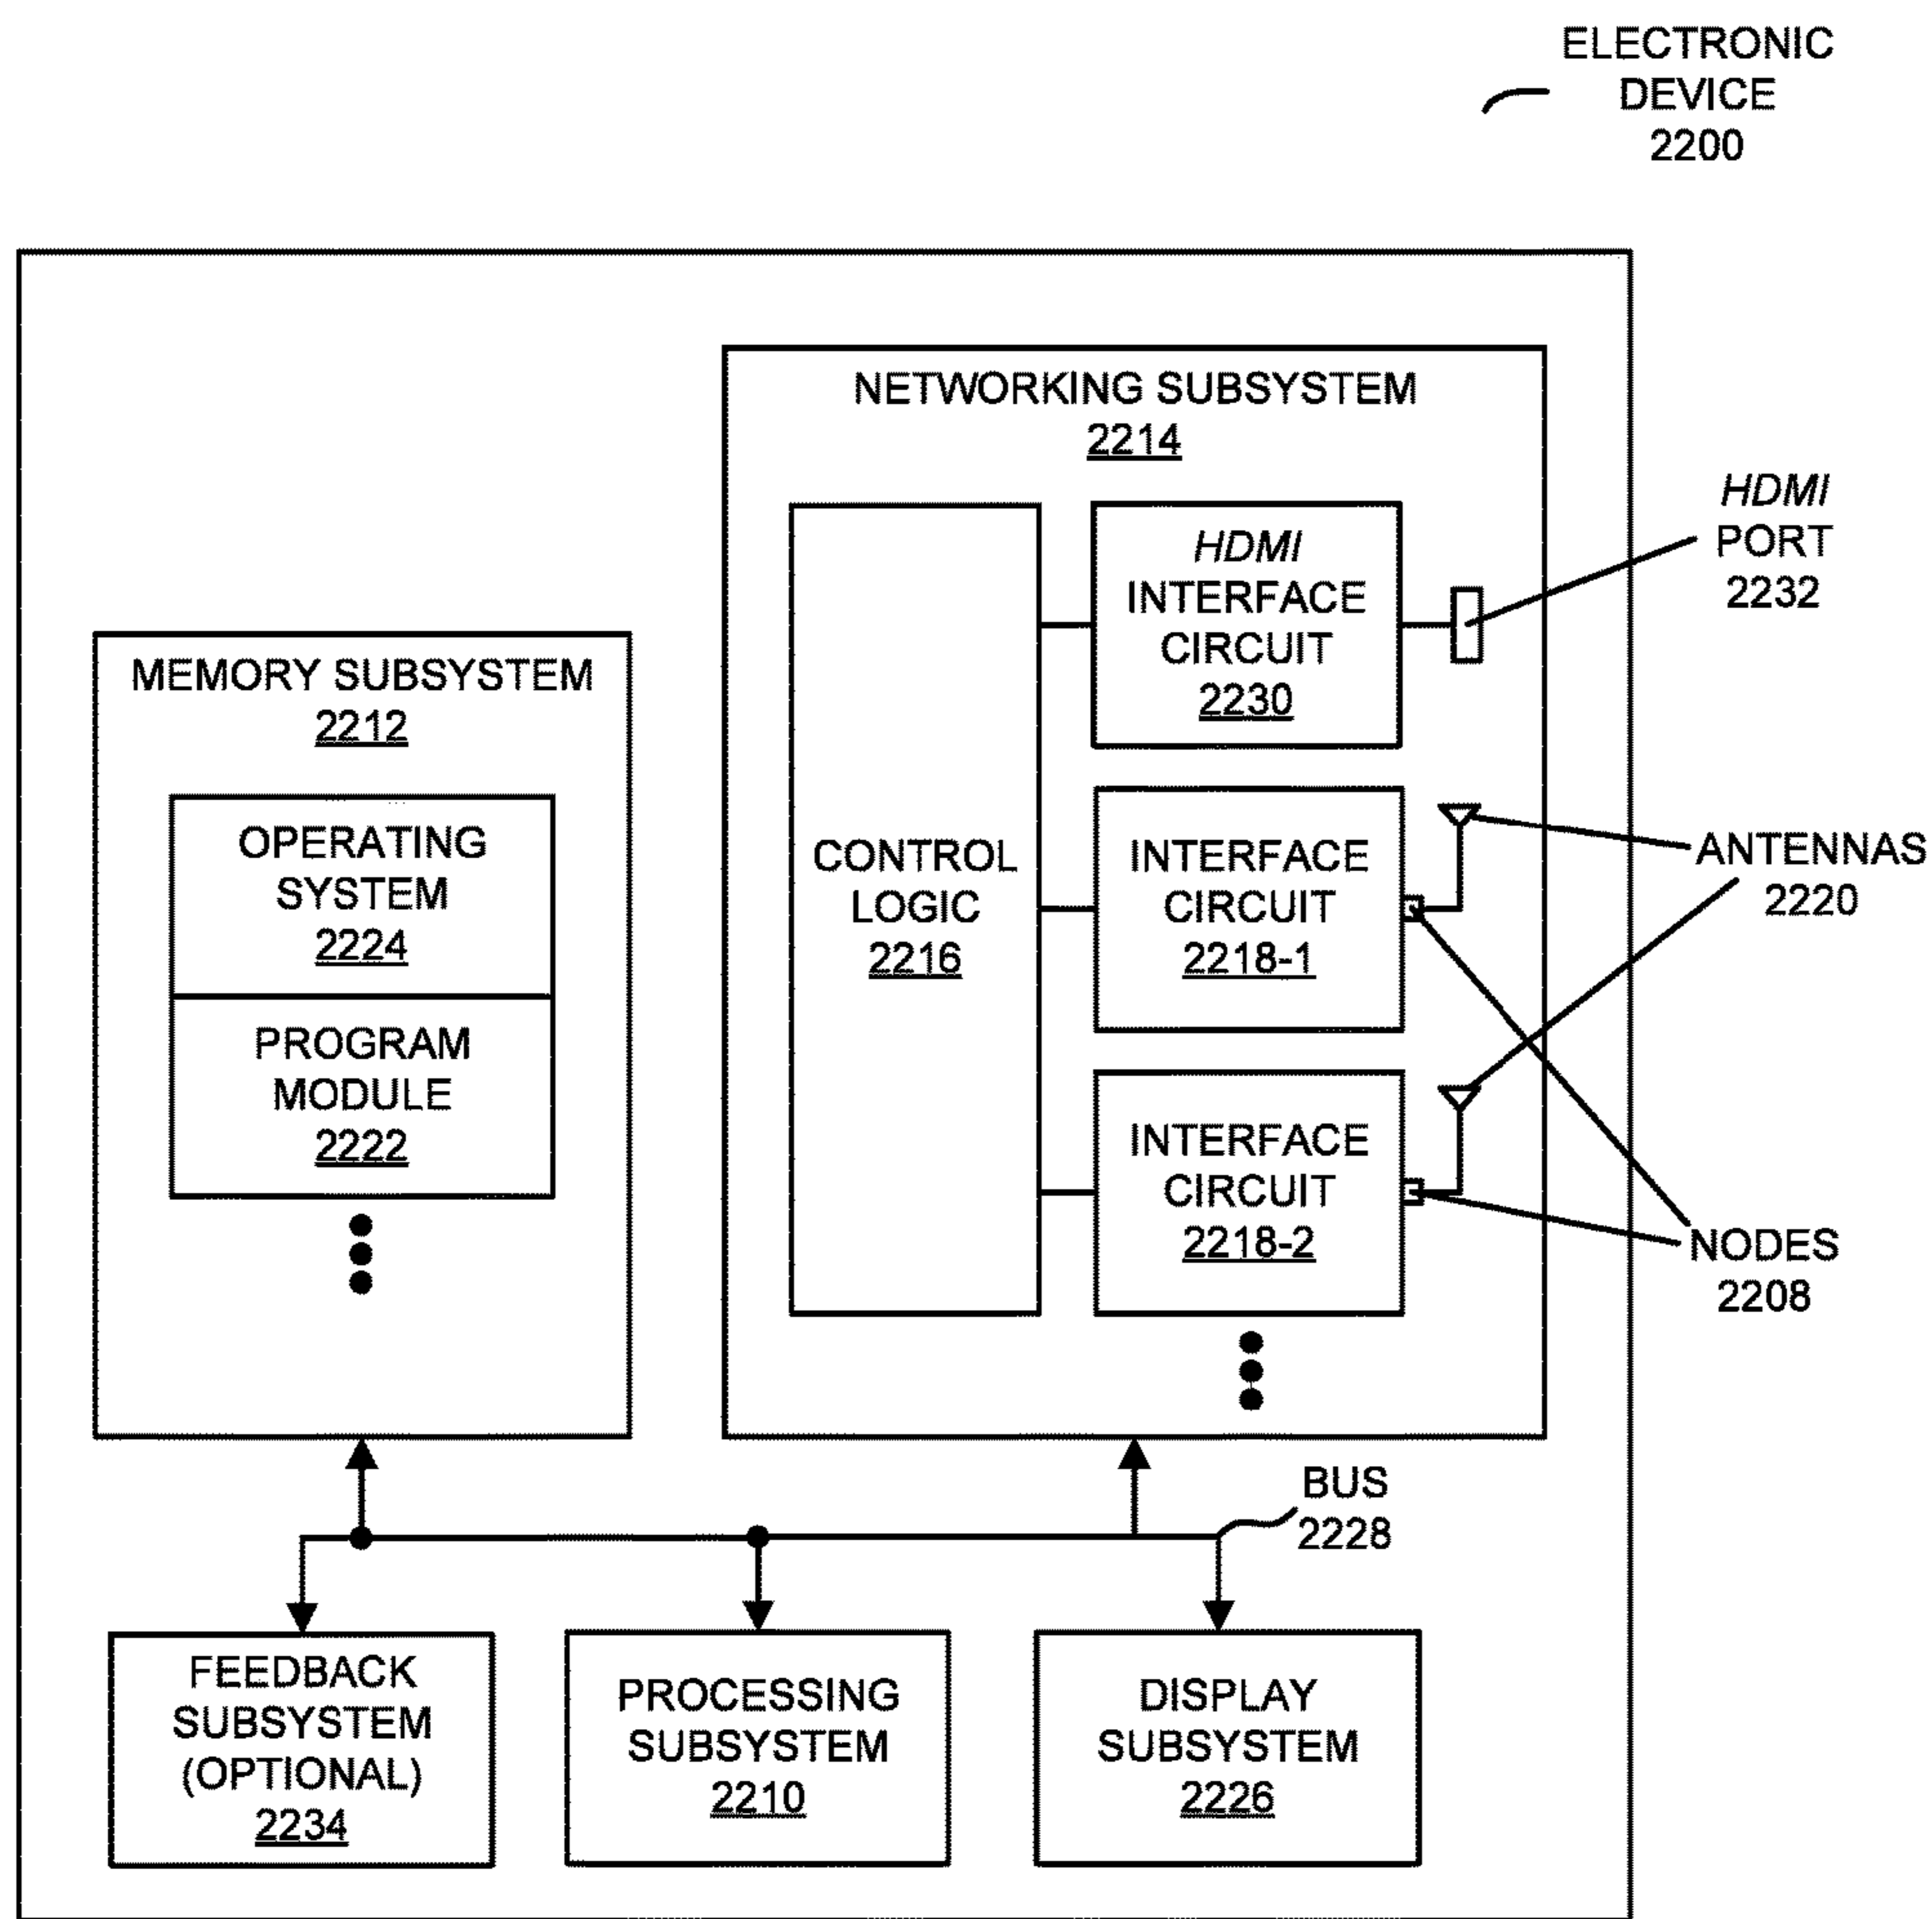 ELECTRONIC
DEVICE
2200
NETWORKING SUBSYSTEM
2214
HDMI
INTERFACE
CIRCUIT
2230
HDMI
PORT
2232
MEMORY SUBSYSTEM
2212
OPERATING
SYSTEM
2224
PROGRAM
MODULE
2222
CONTROL
LOGIC
2216
INTERFACE
CIRCUIT
2218-1
ANTENNAS
2220
INTERFACE
CIRCUIT
2218-2
NODES
2208
BUS
2228
FEEDBACK
SUBSYSTEM
(OPTIONAL)
2234
PROCESSING
SUBSYSTEM
2210
DISPLAY
SUBSYSTEM
2226